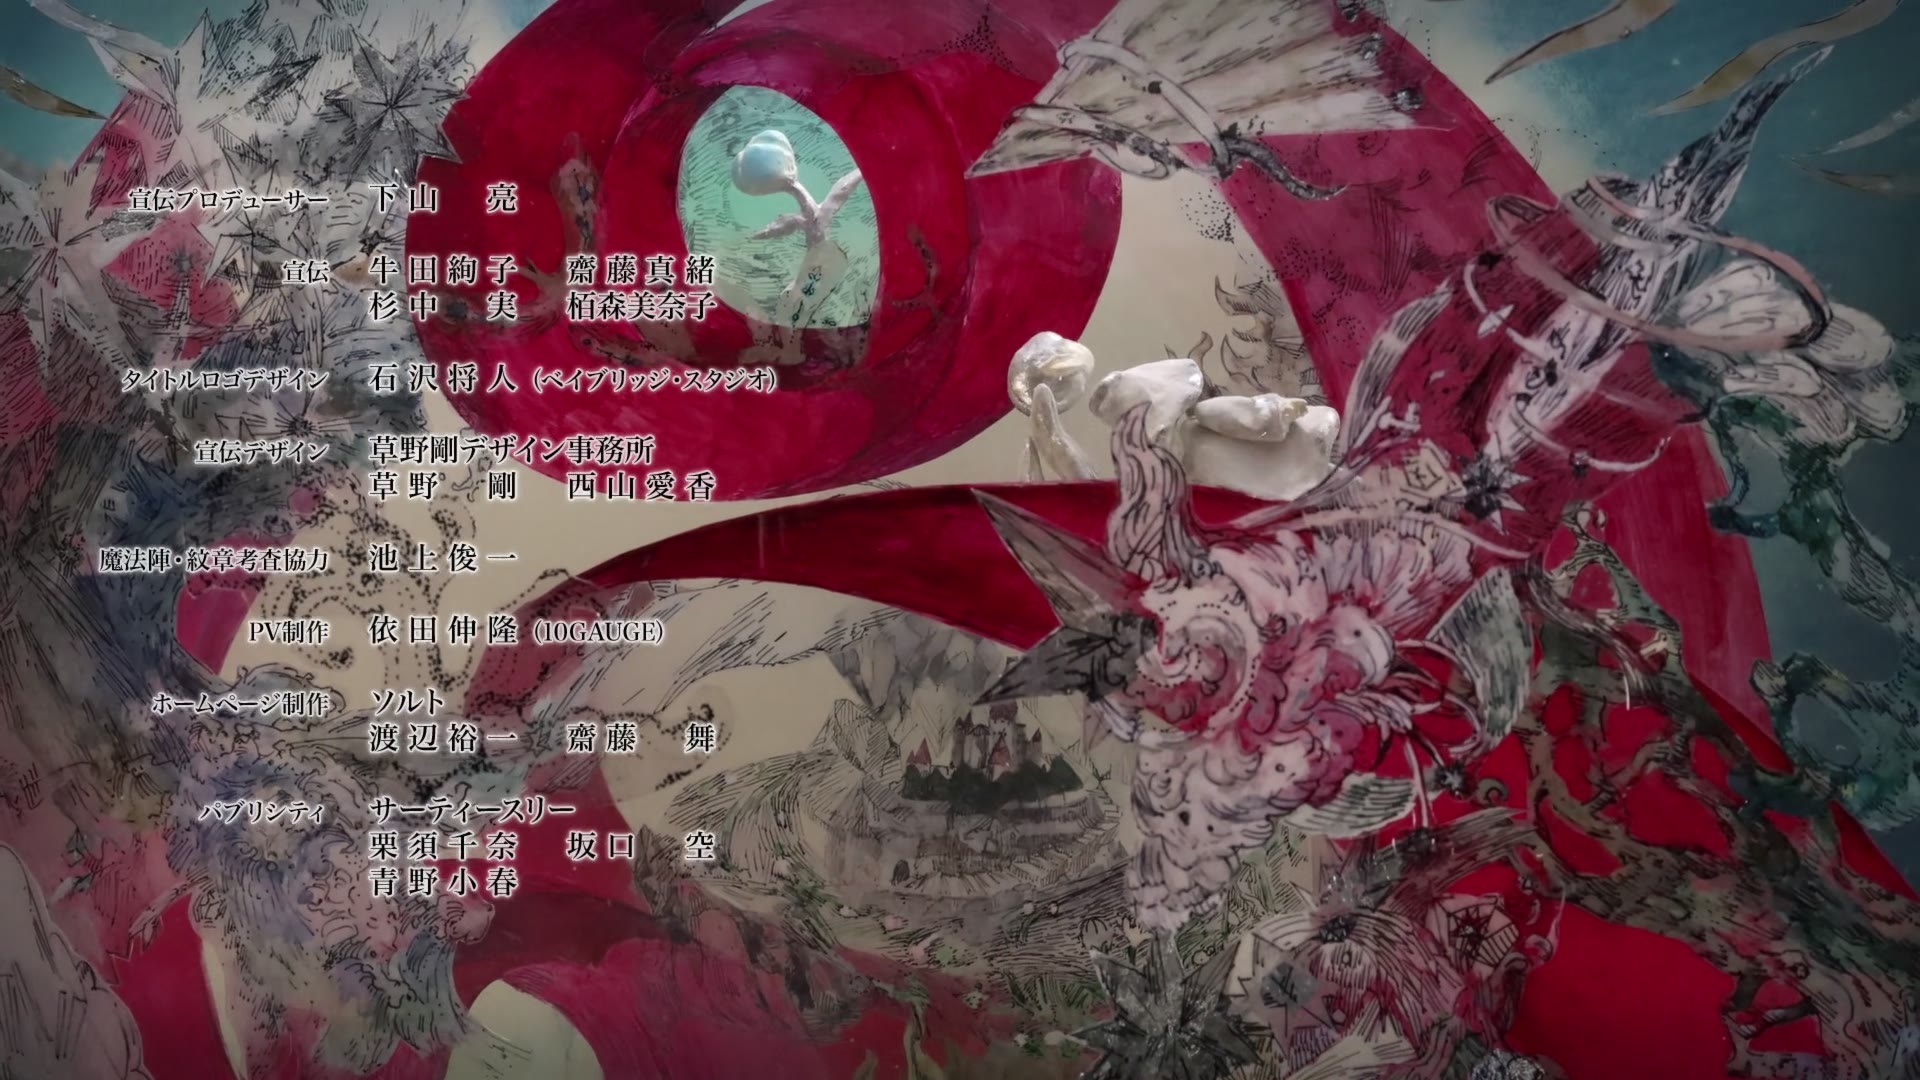 宣伝プロデューサー 下山 亮
宣伝 牛田絢子 齋藤真緒
杉中 実 栢森美奈子
タイトルロゴデザイン 石沢将人（ベイブリッジ・スタジオ）
宣伝デザイン 草野剛デザイン事務所
草野 剛 西山愛香
魔法陣・紋章考査協力 池上俊一
PV制作 依田伸隆（10GAUGE）
ホームページ制作 ソルト
渡辺裕一 齋藤 舞
パブリシティ サーティースリー
栗須千奈 坂口 空
青野小春